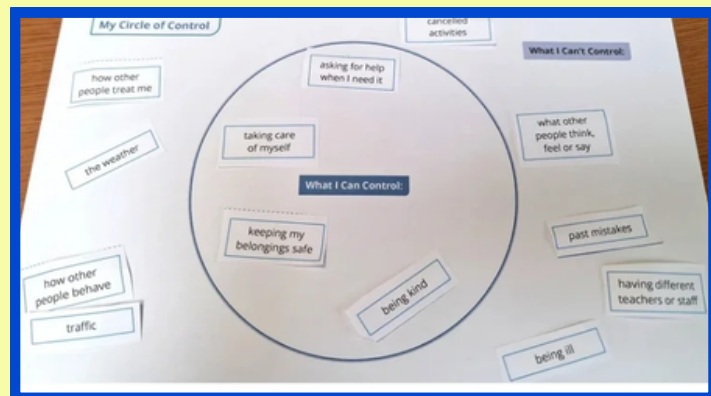 My Circle of Control
cancelled
activities
What I Can't Control:
asking for help
when I need it
how other
people treat me
what other
people think,
feel or say
taking care
of myself
the weather
What I Can Control:
keeping my
belongings safe
past mistakes
how other
people behave
being kind
having different
teachers or staff
traffic
being ill